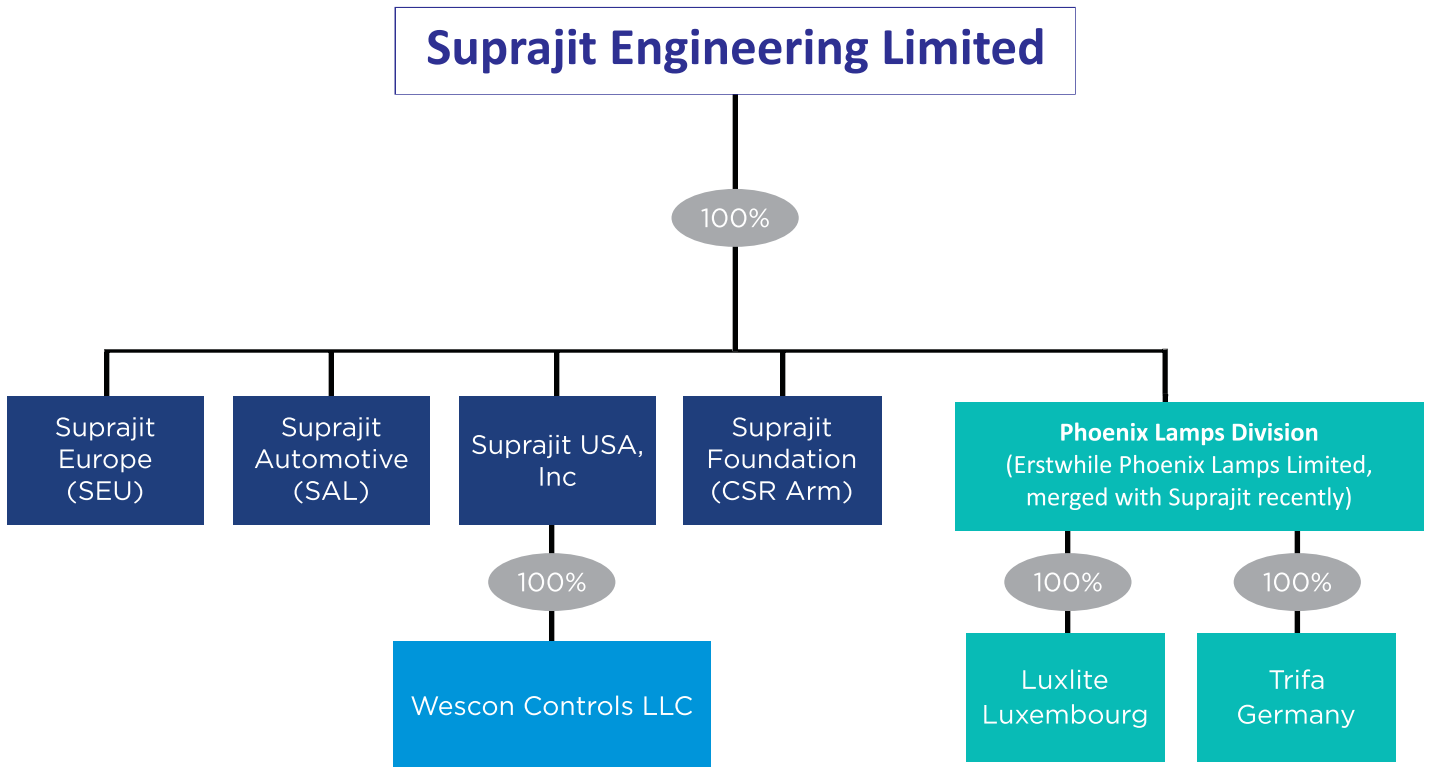 Suprajit Engineering Limited
100%
Suprajit
Europe
(SEU)
Suprajit
Automotive
(SAL)
Suprajit USA,
Inc
Suprajit
Foundation
(CSR Arm)
Phoenix Lamps Division
(Erstwhile Phoenix Lamps Limited,
merged with Suprajit recently)
100%
100%
100%
Wescon Controls LLC
Luxlite
Luxembourg
Trifa
Germany